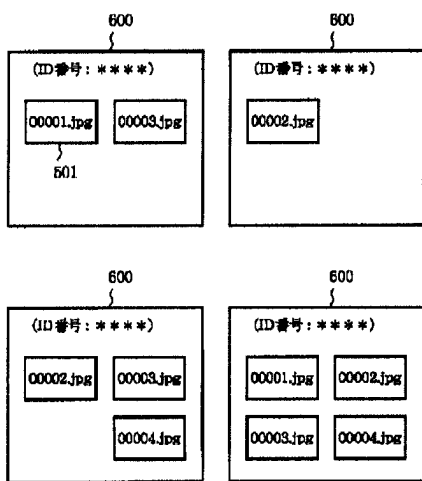 600
(ID番号：＊＊＊＊)
00001.jpg 00003.jpg
501
600
(ID番号：＊＊＊＊)
00002.jpg
600
(ID番号：＊＊＊＊)
00002.jpg 00003.jpg
00004.jpg
600
(ID番号：＊＊＊＊)
00001.jpg 00002.jpg
00003.jpg 00004.jpg